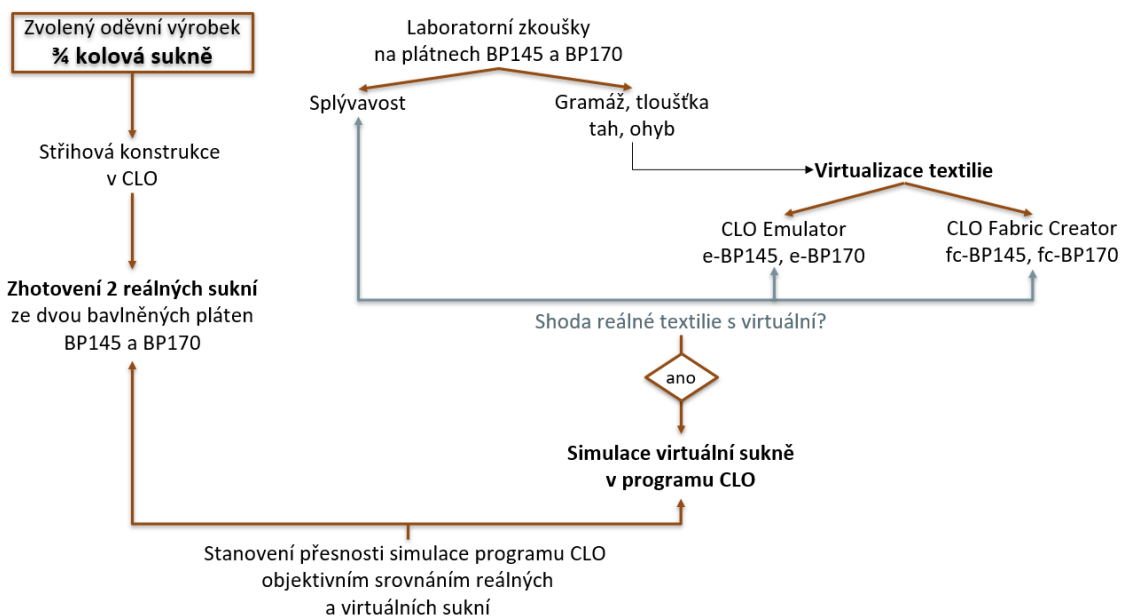 Zvolený oděvní výrobek
¾ kolová sukně
Střihová konstrukce
v CLO
Zhotovení 2 reálných sukní
ze dvou bavlněných pláten
BP145 a BP170
Laboratorní zkoušky
na plátnech BP145 a BP170
Splývavost
Gramáž, tloušťka
tah, ohyb
Virtualizace textilie
CLO Emulator
e-BP145, e-BP170
CLO Fabric Creator
fc-BP145, fc-BP170
Shoda reálné textilie s virtuální?
ano
Simulace virtuální sukně
v programu CLO
Stanovení přesnosti simulace programu CLO
objektivním srovnáním reálných
a virtuálních sukní